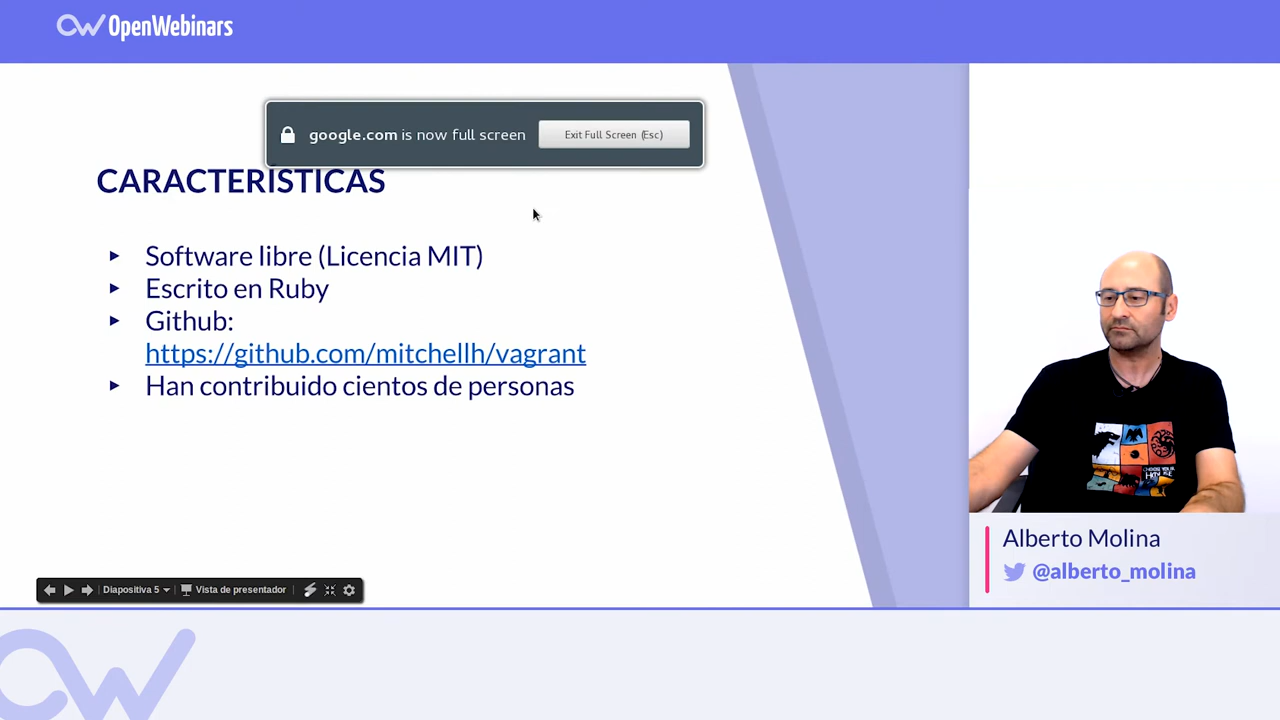 OpenWebinars
google.com is now full screen
Exit Full Screen (Esc)
CARACTERÍSTICAS
Software libre (Licencia MIT)
Escrito en Ruby
Github:
https://github.com/mitchellh/vagrant
Han contribuido cientos de personas
Diapositiva 5
Vista de presentador
Alberto Molina
@alberto_molina